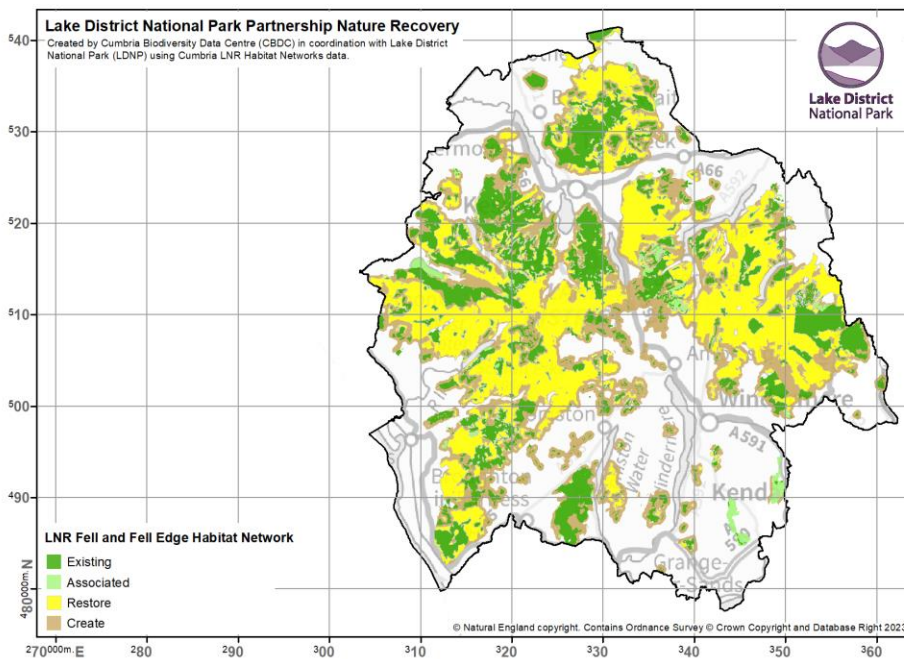 Lake District National Park Partnership Nature Recovery
Created by Cumbria Biodiversity Data Centre (CBDC) in coordination with Lake District
National Park (LDNP) using Cumbria LNR Habitat Networks data.
Lake District
National Park
540
530
520
510
500
490
480000m. N
A66
A592
A591
Water
LNR Fell and Fell Edge Habitat Network
Existing
Associated
Restore
Create
© Natural England copyright. Contains Ordnance Survey © Crown Copyright and Database Right 2023
270000m. E
280
290
300
310
320
330
340
350
360